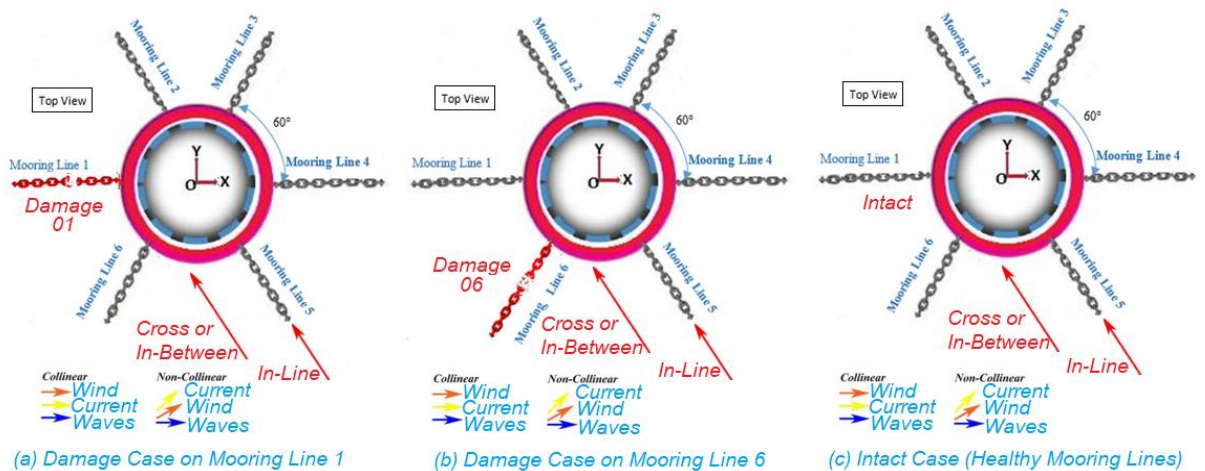 Mooring Line 2
Mooring Line 3
Top View
60°
Y
O
X
Mooring Line 1
Mooring Line 4
Damage
01
Mooring Line 6
Mooring Line 5
Cross or
In-Between
In-Line
Collinear
Wind
Current
Waves
Non-Collinear
Current
Wind
Waves
(a) Damage Case on Mooring Line 1
Mooring Line 2
Mooring Line 3
Top View
60°
Y
O
X
Mooring Line 1
Mooring Line 4
Damage
06
Mooring Line 6
Mooring Line 5
Cross or
In-Between
In-Line
Collinear
Wind
Current
Waves
Non-Collinear
Current
Wind
Waves
(b) Damage Case on Mooring Line 6
Mooring Line 2
Mooring Line 3
Top View
60°
Y
O
X
Mooring Line 1
Mooring Line 4
Intact
Mooring Line 6
Mooring Line 5
Cross or
In-Between
In-Line
Collinear
Wind
Current
Waves
Non-Collinear
Current
Wind
Waves
(c) Intact Case (Healthy Mooring Lines)